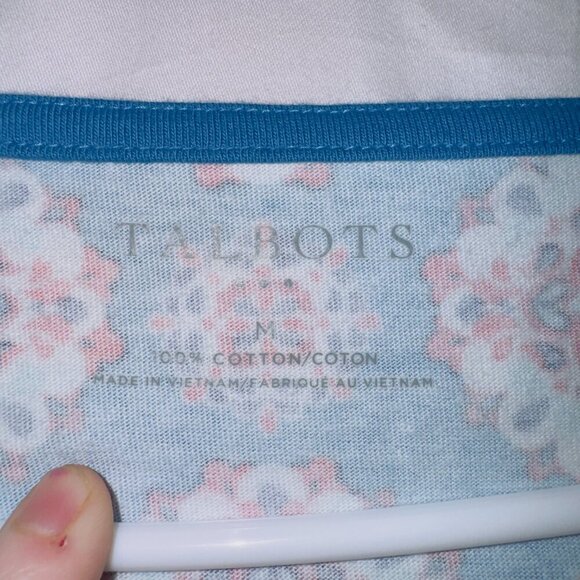 TALBOTS
M
100% COTTON/COTON
MADE IN VIETNAM/FABRIQUÉ AU VIETNAM